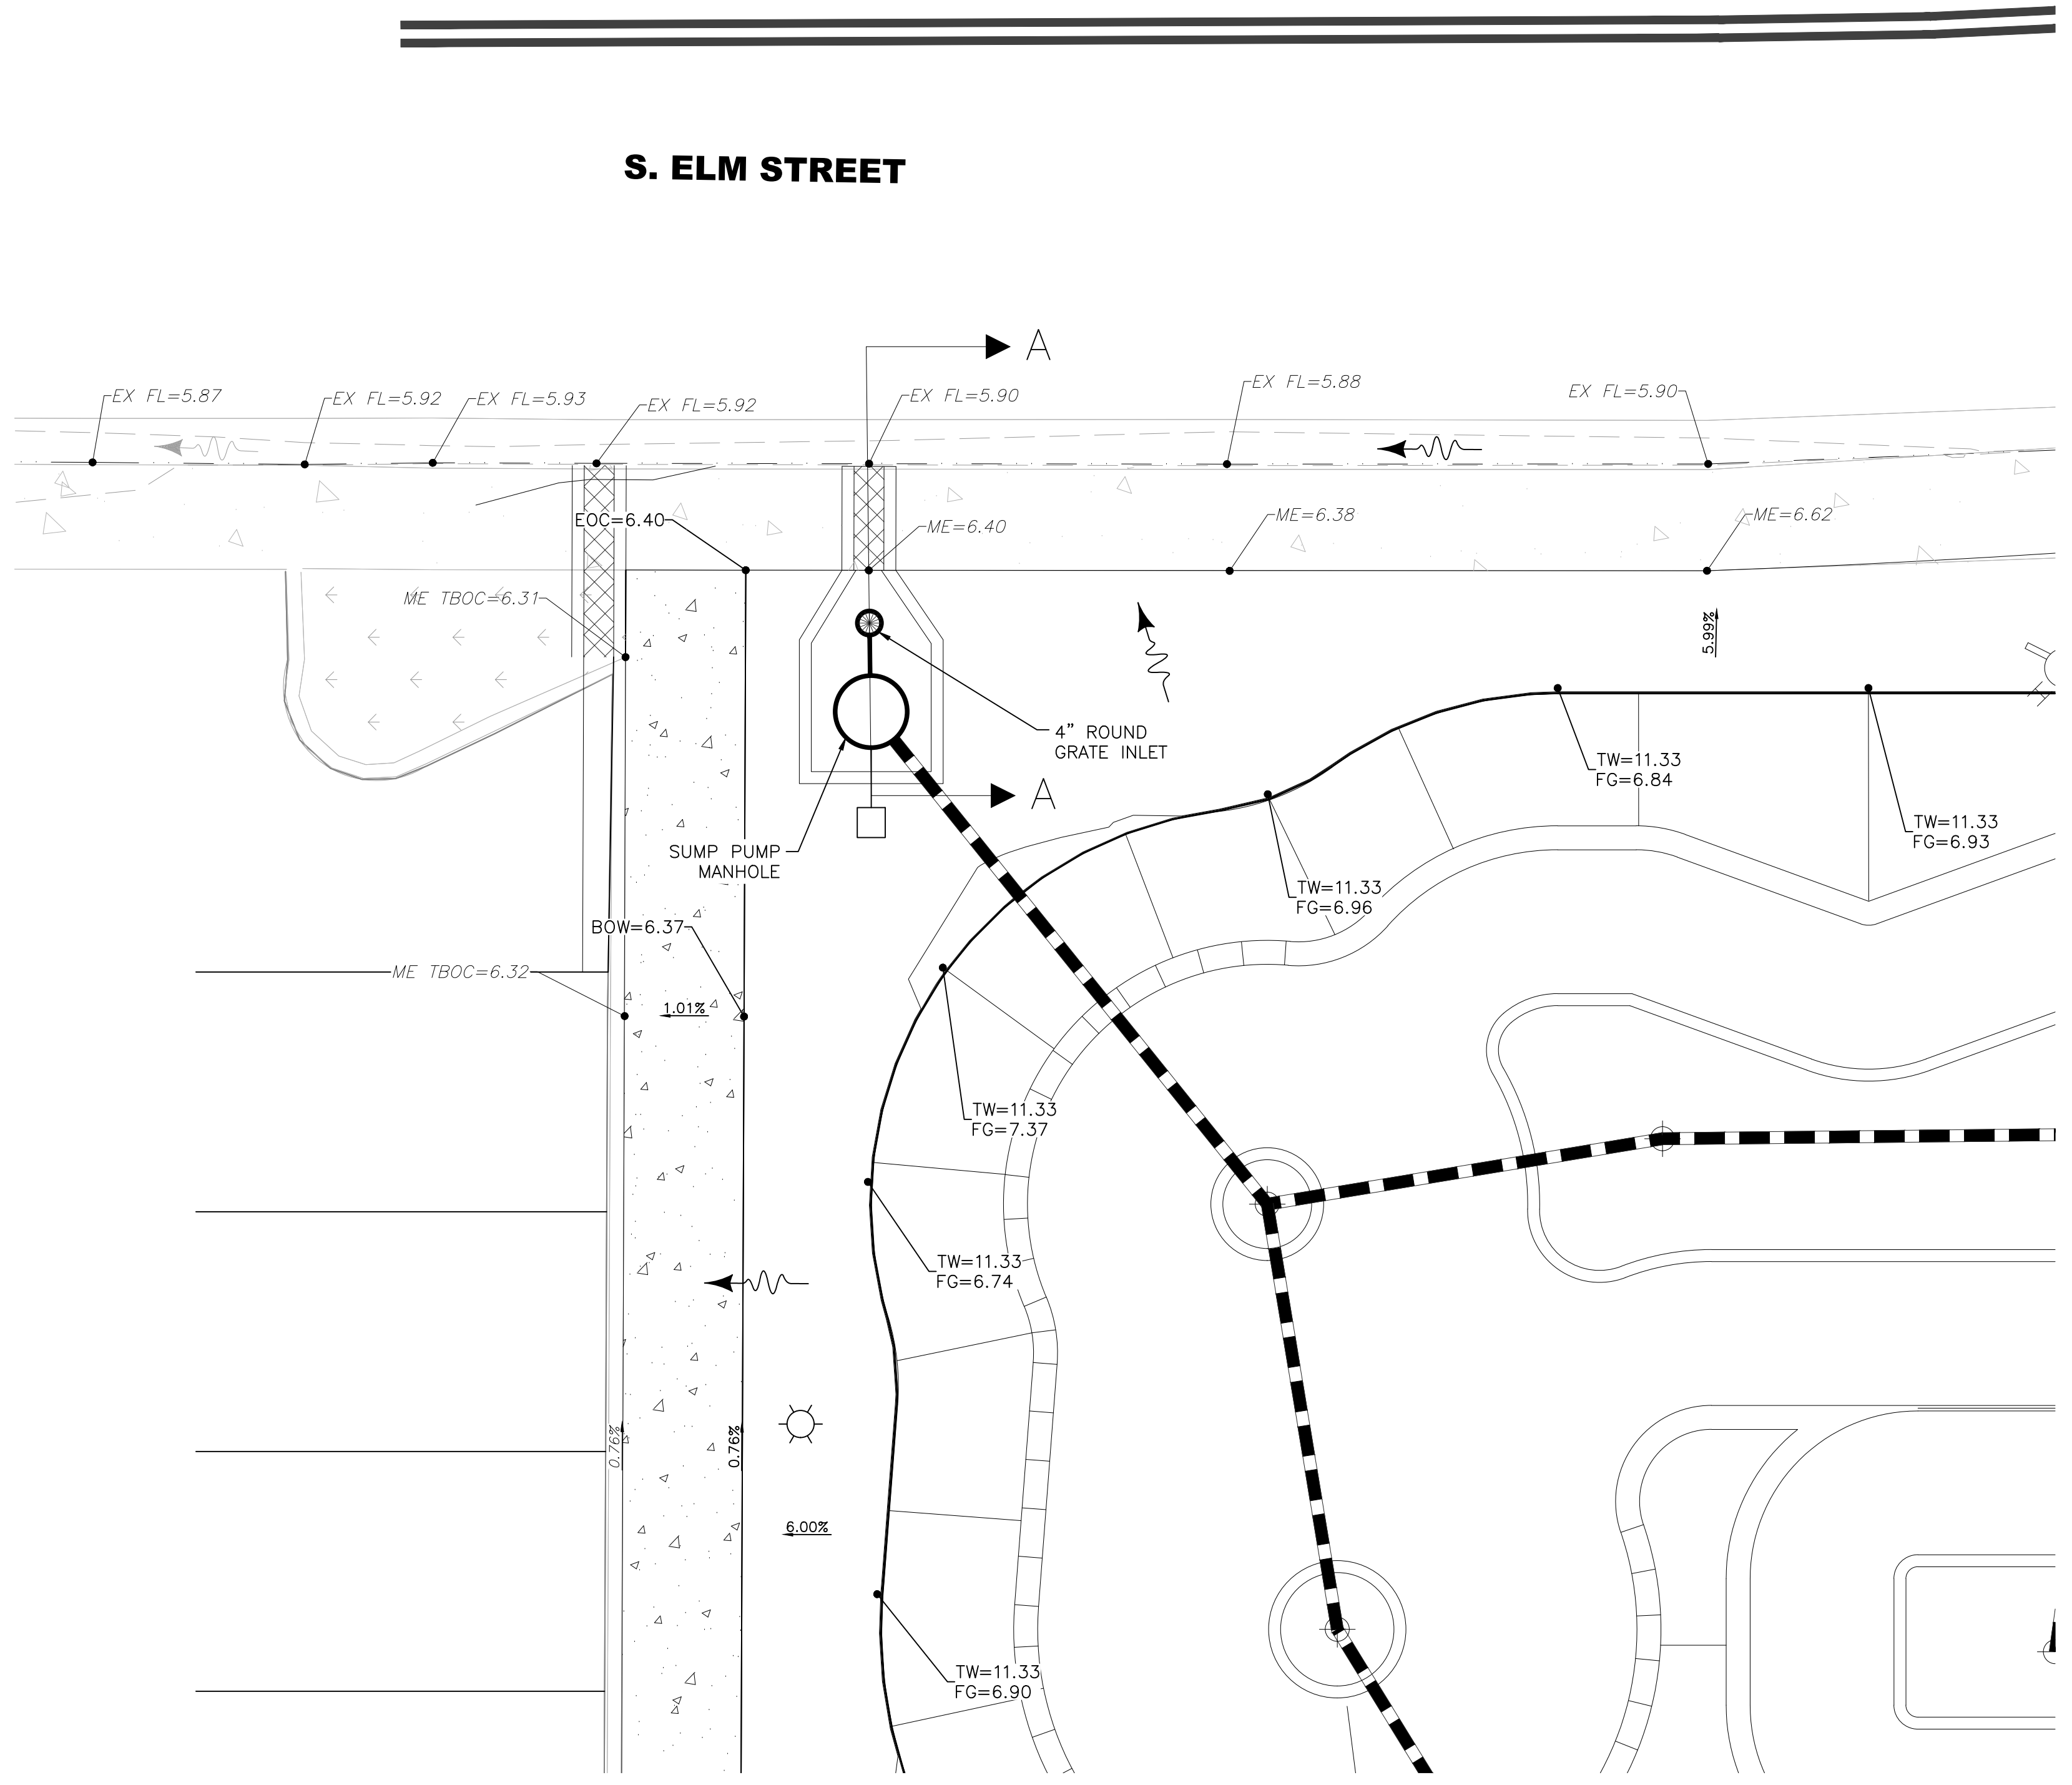 S. ELM STREET
A
EX FL=5.87
EX FL=5.92
EX FL=5.93
EX FL=5.92
EX FL=5.90
EX FL=5.88
EX FL=5.90
EOC=6.40
ME=6.40
ME=6.38
ME=6.62
ME TBOC=6.31
5.99%
4" ROUND
GRATE INLET
A
TW=11.33
FG=6.84
TW=11.33
FG=6.93
SUMP PUMP
MANHOLE
TW=11.33
FG=6.96
BOW=6.37
ME TBOC=6.32
1.01%
TW=11.33
FG=7.37
TW=11.33
FG=6.74
0.76%
0.76%
6.00%
TW=11.33
FG=6.90